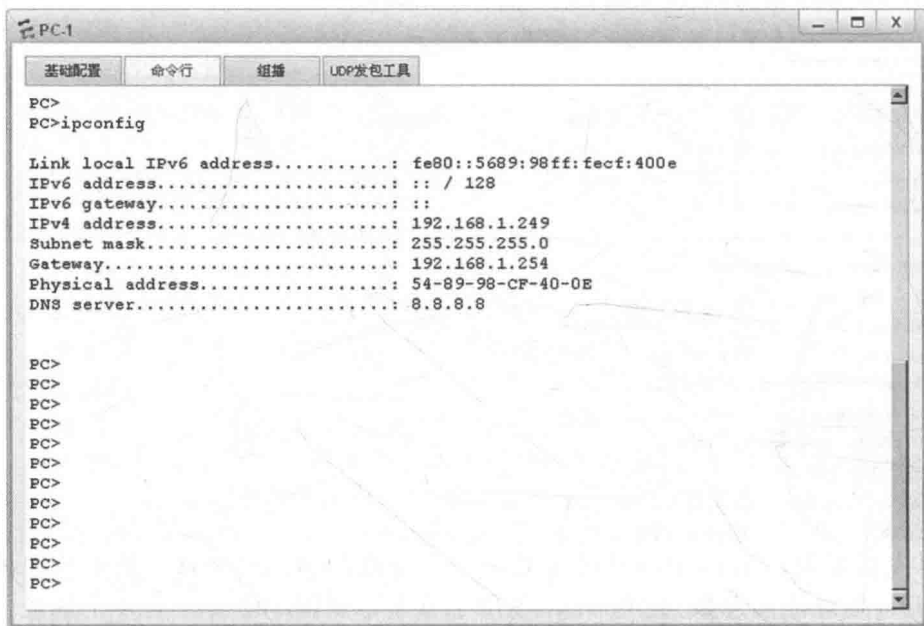 PC-1
基础配置 命令行 组播 UDP发包工具
PC>
PC>ipconfig
Link local IPv6 address...........: fe80::5689:98ff:fecf:400e
IPv6 address......................: :: / 128
IPv6 gateway......................: ::
IPv4 address......................: 192.168.1.249
Subnet mask.......................: 255.255.255.0
Gateway...........................: 192.168.1.254
Physical address..................: 54-89-98-CF-40-0E
DNS server........................: 8.8.8.8
PC>
PC>
PC>
PC>
PC>
PC>
PC>
PC>
PC>
PC>
PC>
PC>